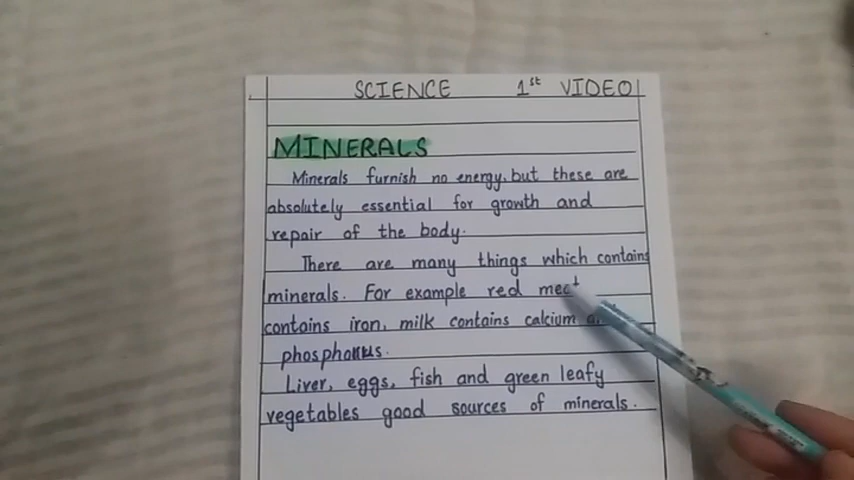 SCIENCE 1st VIDEO
MINERALS
Minerals furnish no energy, but these are
absolutely essential for growth and
repair of the body.
There are many things which contains
minerals. For example red meat
contains iron, milk contains calcium
phosphorus.
Liver, eggs, fish and green leafy
vegetables good sources of minerals.